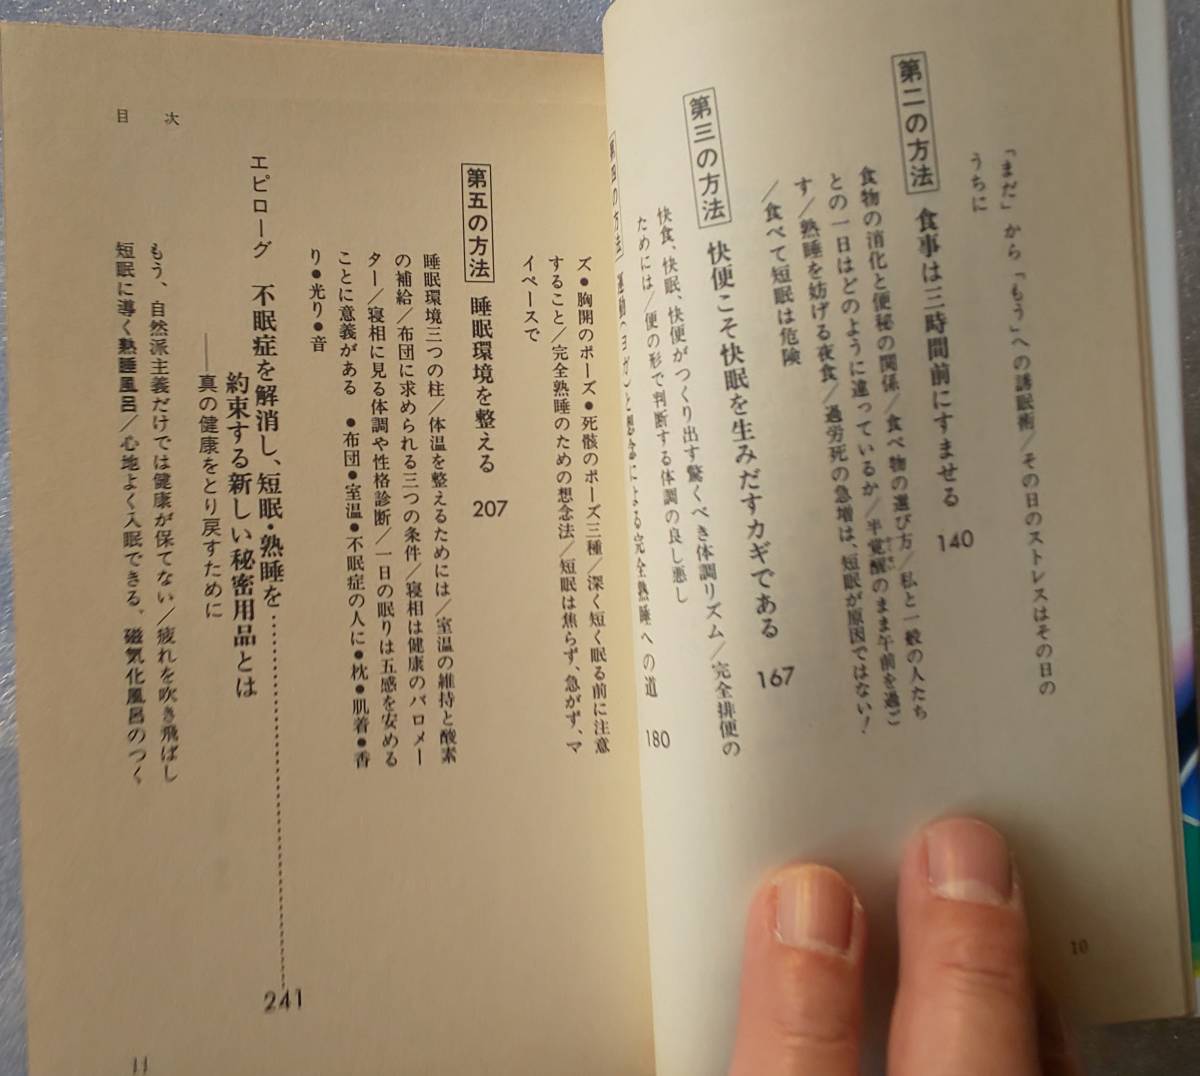 「まだ」から「もう」への誘眠術/その日のストレスはその日の
うちに
第二の方法 食事は三時間前にすませる 140
食物の消化と便秘の関係/食べ物の選び方/私と一般の人たち
との一日はどのように違っているか/半覚醒のまま午前を過ご
す/熟睡を妨げる夜食/過労死の急増は、短眠が原因ではない!
/食べて短眠は危険
第三の方法 快便こそ快眠を生みだすカギである 167
快食、快眠、快便がつくり出す驚くべき体調リズム/完全排便の
ためには/便の形で判断する体調の良し悪し
第四の方法 運動(ヨガ)と想念による完全熟睡への道 180
10
ズ●胸開のポーズ●死骸のポーズ三種/深く短く眠る前に注意
すること/完全熟睡のための想念法/短眠は焦らず、急がず、マ
イペースで
第五の方法 睡眠環境を整える 207
睡眠環境三つの柱/体温を整えるためには/室温の維持と酸素
の補給/布団に求められる三つの条件/寝相は健康のバロメー
ター/寝相に見る体調や性格診断/一日の眠りは五感を安める
ことに意義がある ●布団●室温●不眠症の人に●枕●肌着●香
り●光り●音
エピローグ 不眠症を解消し、短眠・熟睡を
約束する新しい秘密用品とは 241
――真の健康をとり戻すために
もう、自然派主義だけでは健康が保てない/疲れを吹き飛ばし
短眠に導く熟睡風呂/心地よく入眠できる、磁気化風呂のつく
目次
11